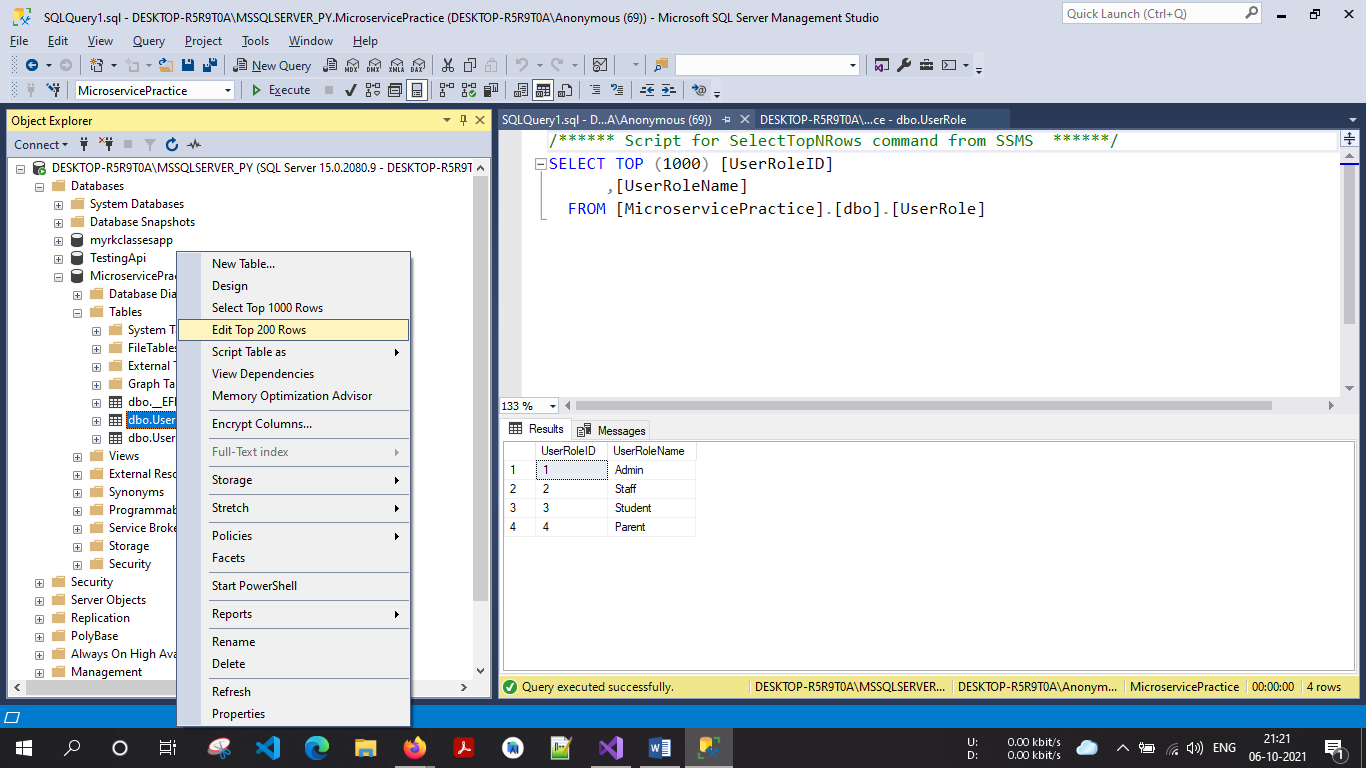 SQLQuery1.sql - DESKTOP-R5R9T0A\MSSQLSERVER_PY.MicroservicePractice (DESKTOP-R5R9T0A\Anonymous (69)) - Microsoft SQL Server Management Studio
Quick Launch (Ctrl+Q)
File Edit View Query Project Tools Window Help
New Query MDX DMX XMLA DAX
MicroservicePractice Execute
Object Explorer
Connect
DESKTOP-R5R9T0A\MSSQLSERVER_PY (SQL Server 15.0.2080.9 - DESKTOP-R5R9T
Databases
System Databases
Database Snapshots
myrkclassesapp
TestingApi
MicroservicePrac
Database Dia
Tables
System T
FileTables
External T
Graph Ta
dbo.__EFI
dbo.User
dbo.User
Views
External Reso
Synonyms
Programmab
Service Broke
Storage
Security
Security
Server Objects
Replication
PolyBase
Always On High Ava
Management
New Table...
Design
Select Top 1000 Rows
Edit Top 200 Rows
Script Table as
View Dependencies
Memory Optimization Advisor
Encrypt Columns...
Full-Text index
Storage
Stretch
Policies
Facets
Start PowerShell
Reports
Rename
Delete
Refresh
Properties
SQLQuery1.sql - D...A\Anonymous (69)) DESKTOP-R5R9T0A\...ce - dbo.UserRole
/****** Script for SelectTopNRows command from SSMS ******/
SELECT TOP (1000) [UserRoleID]
,[UserRoleName]
FROM [MicroservicePractice].[dbo].[UserRole]
133 %
Results Messages
UserRoleID UserRoleName
1 1 Admin
2 2 Staff
3 3 Student
4 4 Parent
Query executed successfully. DESKTOP-R5R9T0A\MSSQLSERVER... DESKTOP-R5R9T0A\Anonym... MicroservicePractice 00:00:00 4 rows
U: 0.00 kbit/s
D: 0.00 kbit/s
ENG
21:21
06-10-2021
1